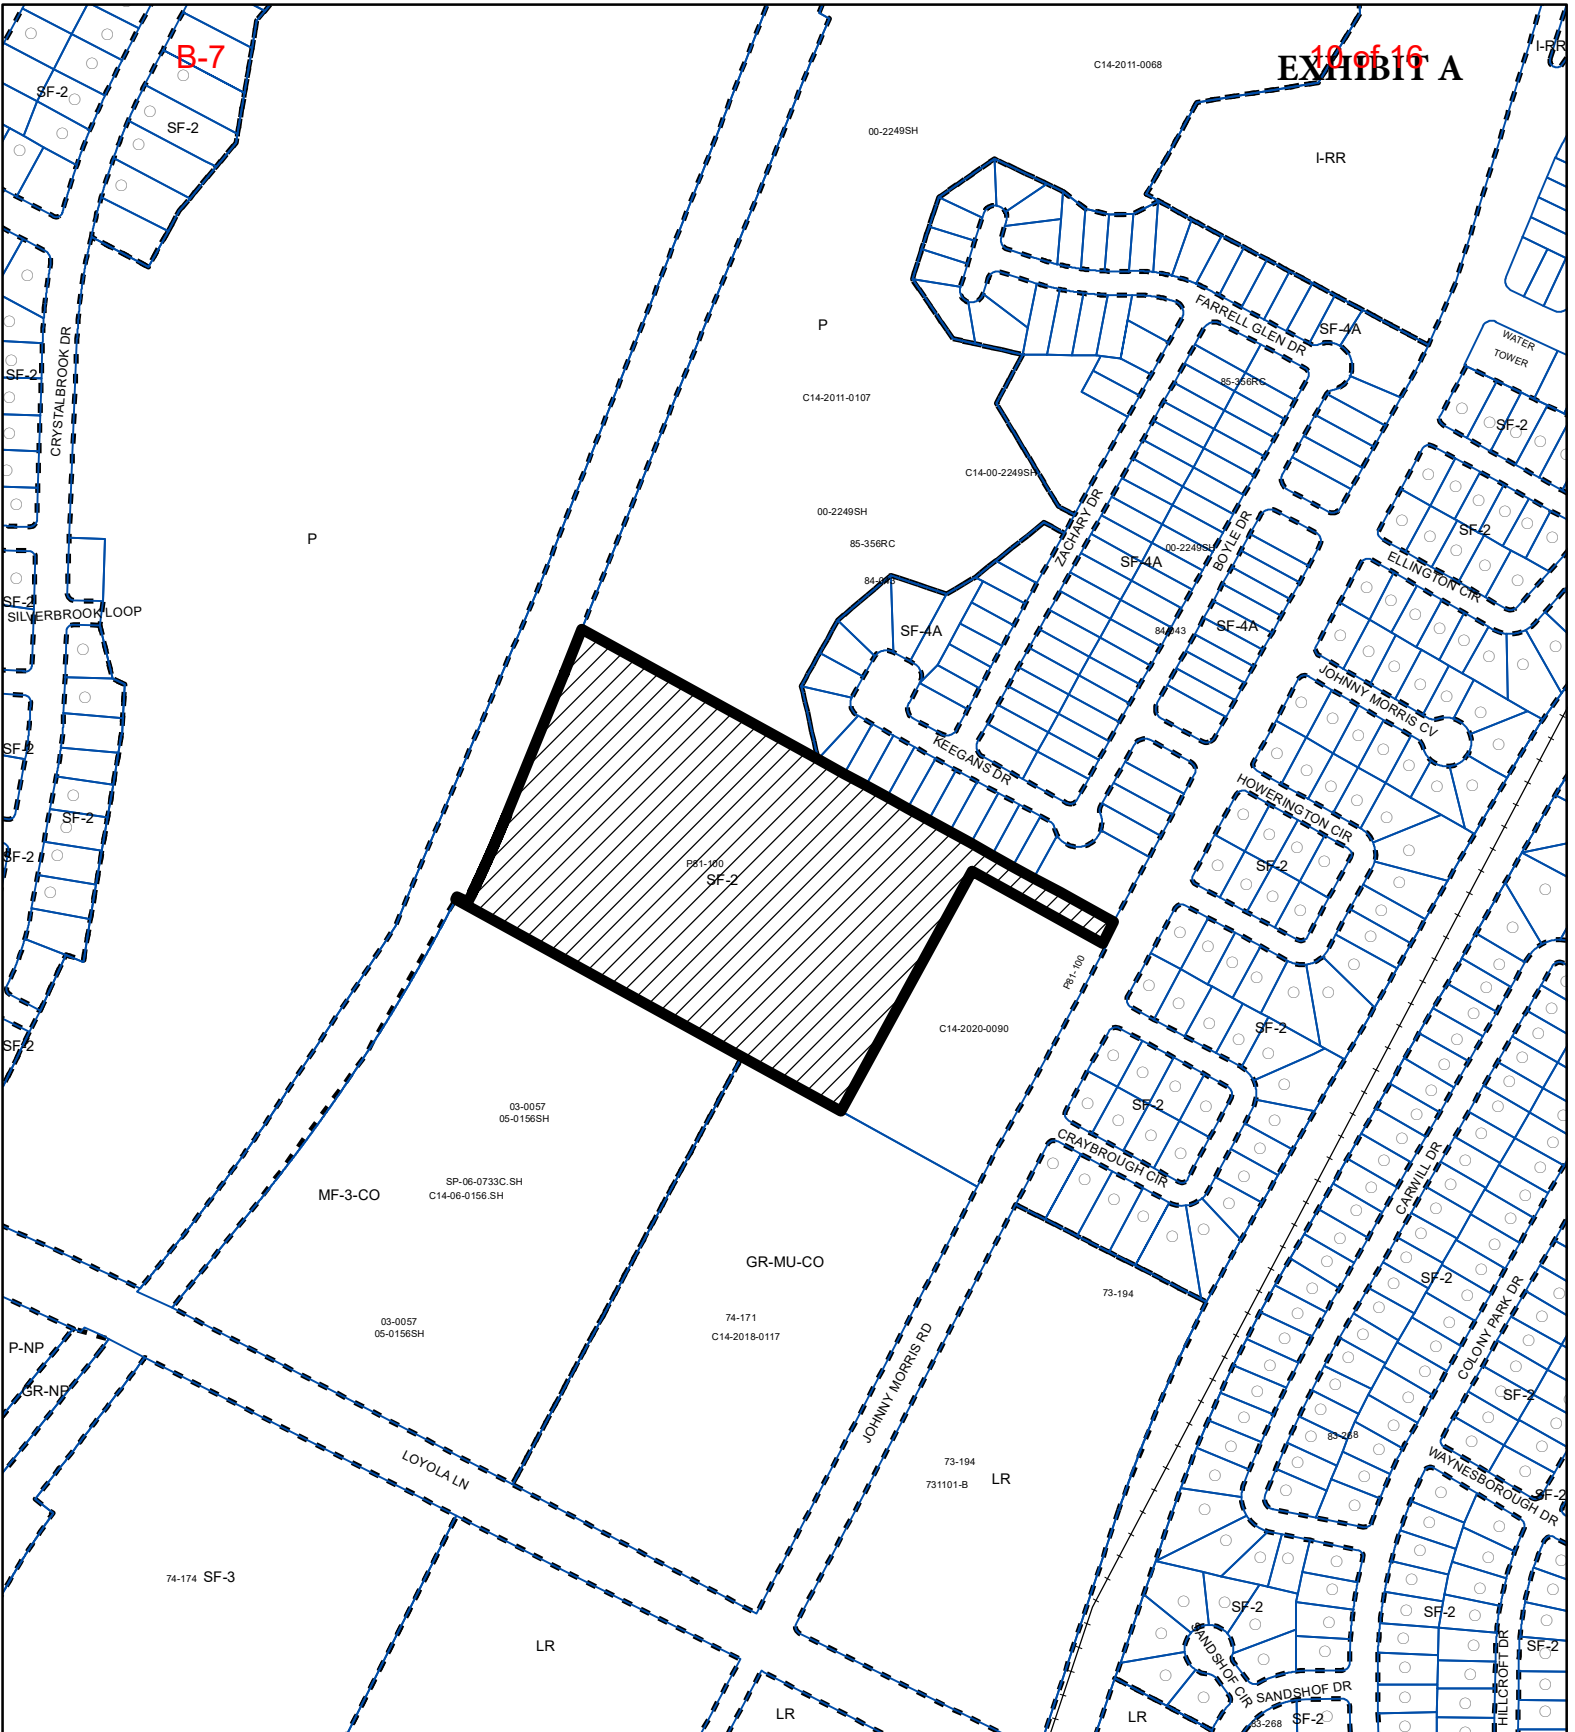 B-7
10 of 16
EXHIBIT A
I-RR
C14-2011-0068
SF-2
SF-2
00-2249SH
I-RR
P
FARRELL GLEN DR
SF-4A
WATER
TOWER
CRYSTALBROOK DR
SF-2
85-356RC
C14-2011-0107
SF-2
C14-00-2249SH
ZACHARY DR
00-2249SH
BOYLE DR
SF-2
P
85-356RC
00-2249SH
SF-4A
ELLINGTON CIR
SF-2
SILVERBROOK LOOP
SF-4A
84-043
SF-4A
JOHNNY MORRIS CV
SF-2
KEEGANS DR
HOWERINGTON CIR
SF-2
SF-2
P81-100
SF-2
SF-2
P81-100
C14-2020-0090
SF-2
SF-2
03-0057
05-0156SH
SF-2
CRAYBROUGH CIR
SP-06-0733C.SH
C14-06-0156.SH
MF-3-CO
CARWILL DR
GR-MU-CO
SF-2
73-194
COLONY PARK DR
03-0057
05-0156SH
74-171
C14-2018-0117
P-NP
JOHNNY MORRIS RD
GR-NP
SF-2
83-268
LOYOLA LN
73-194
731101-B
LR
WAYNESBOROUGH DR
SF-2
74-174
SF-3
SF-2
SF-2
LR
SANDSHOF CIR
HILLCROFT DR
SF-2
SANDSHOF DR
LR
LR
83-268
SF-2